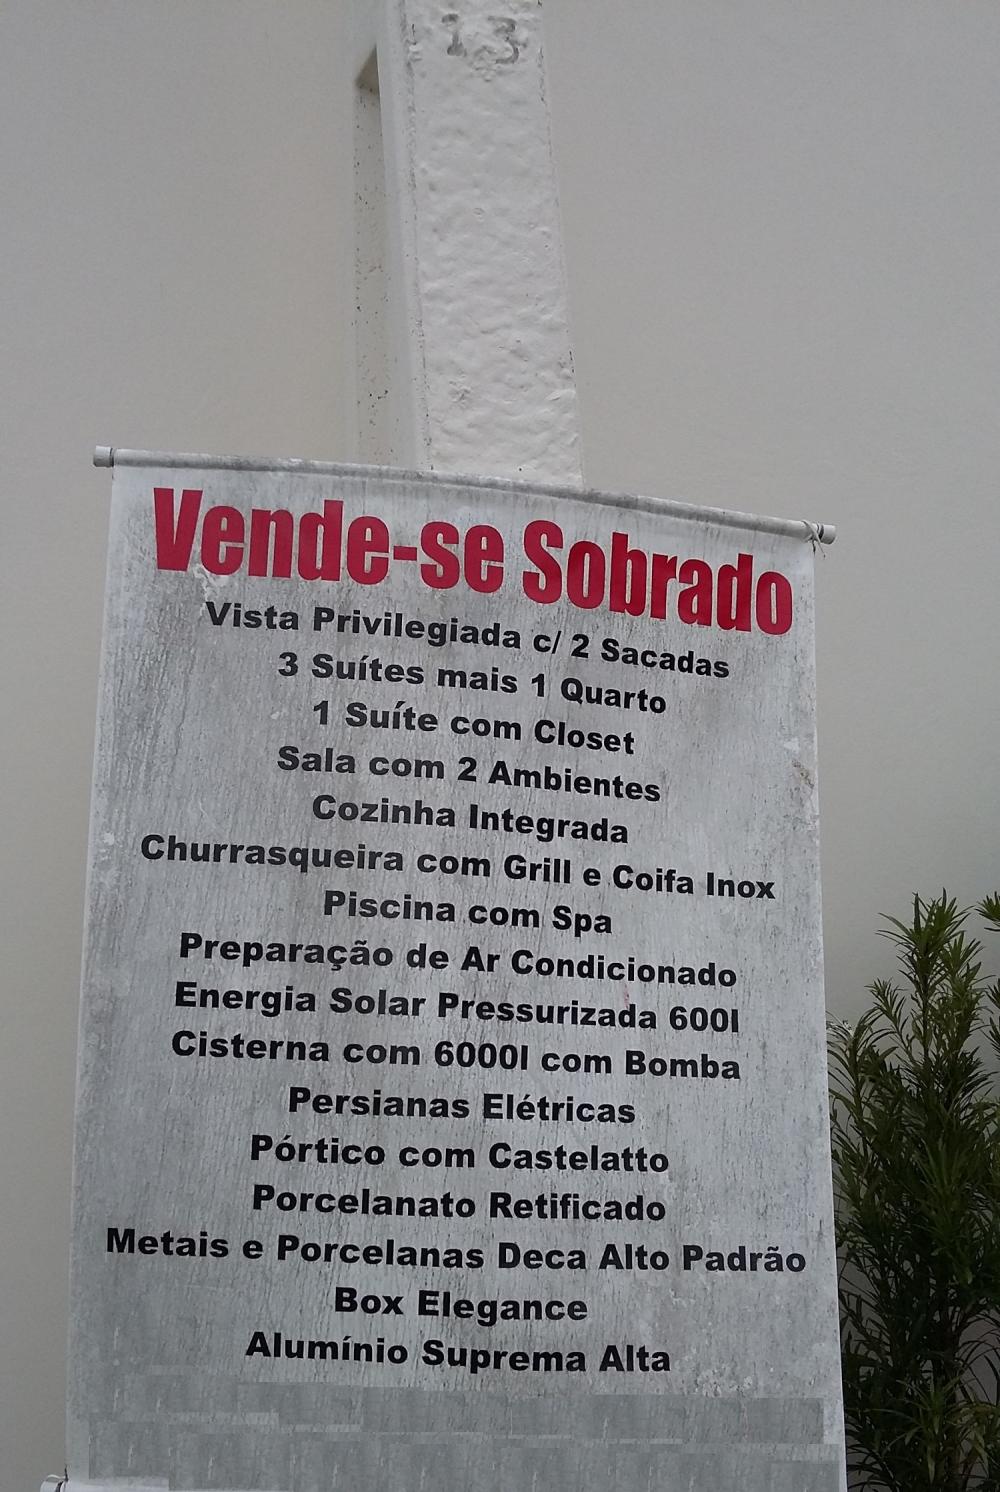 13
Vende-se Sobrado
Vista Privilegiada c/ 2 Sacadas
3 Suítes mais 1 Quarto
1 Suíte com Closet
Sala com 2 Ambientes
Cozinha Integrada
Churrasqueira com Grill e Coifa Inox
Piscina com Spa
Preparação de Ar Condicionado
Energia Solar Pressurizada 600l
Cisterna com 6000l com Bomba
Persianas Elétricas
Pórtico com Castelatto
Porcelanato Retificado
Metais e Porcelanas Deca Alto Padrão
Box Elegance
Alumínio Suprema Alta